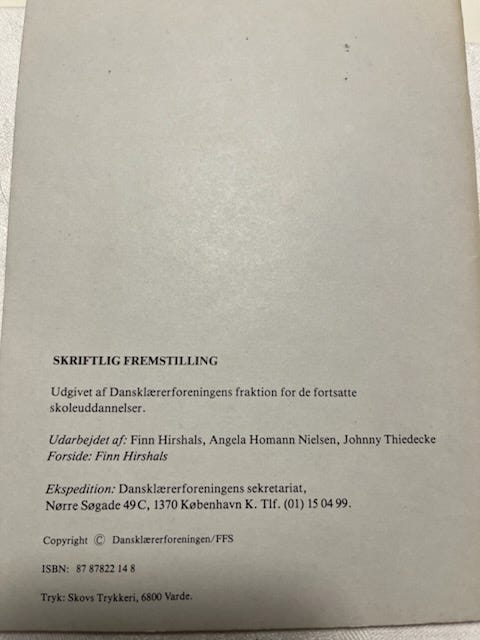 SKRIFTLIG FREMSTILLING
Udgivet af Dansklærerforeningens fraktion for de fortsatte
skoleuddannelser.
Udarbejdet af: Finn Hirshals, Angela Homann Nielsen, Johnny Thiedecke
Forside: Finn Hirshals
Ekspedition: Dansklærerforeningens sekretariat,
Nørre Søgade 49C, 1370 København K. Tlf. (01) 15 04 99.
Copyright © Dansklærerforeningen/FFS
ISBN: 87 87822 14 8
Tryk: Skovs Trykkeri, 6800 Varde.